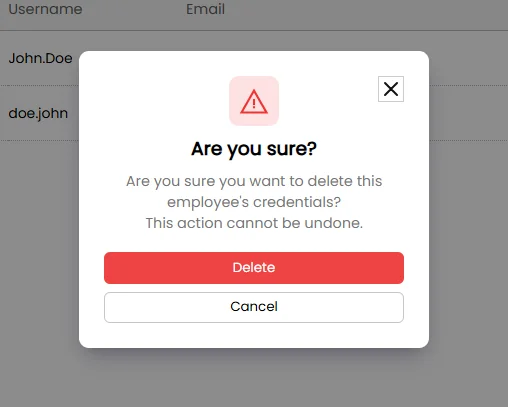 Username Email
John.Doe
doe.john
Are you sure?
Are you sure you want to delete this
employee's credentials?
This action cannot be undone.
Delete
Cancel